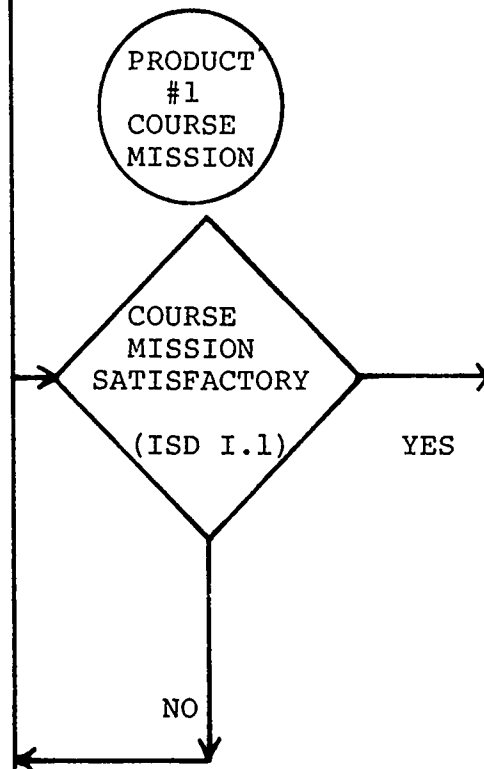 PRODUCT
#1
COURSE
MISSION
COURSE
MISSION
SATISFACTORY
(ISD I.1)
YES
NO